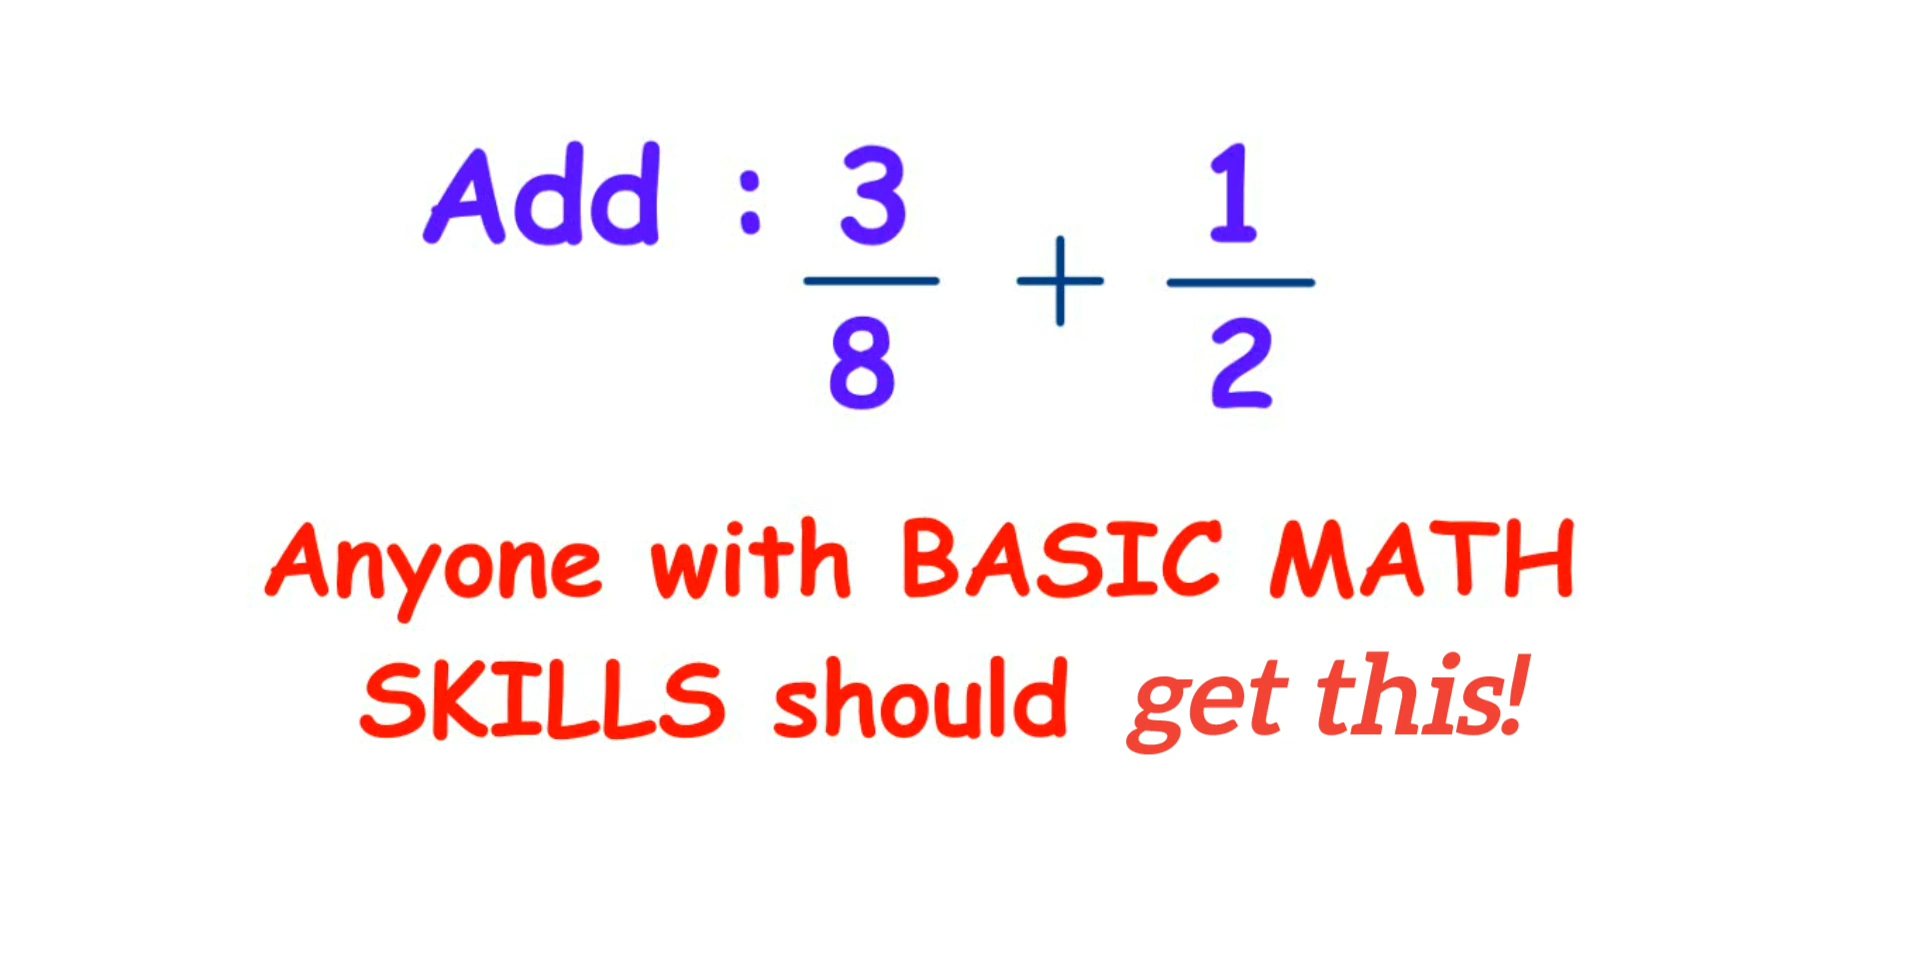 Add : 3/8 + 1/2
Anyone with BASIC MATH
SKILLS should get this!